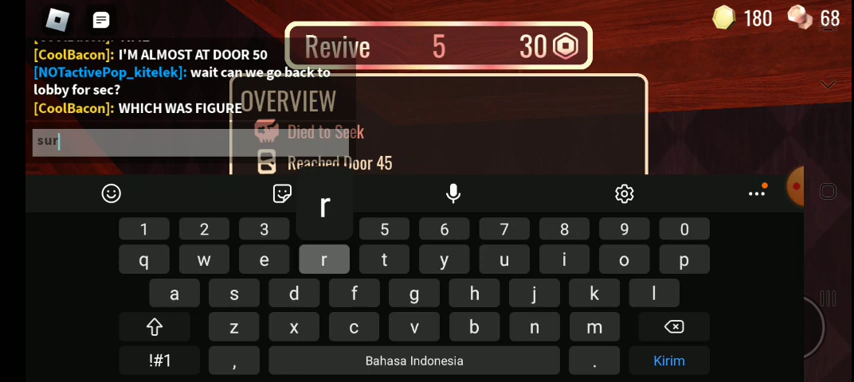 180 68
Revive 5 30
[CoolBacon]: I'M ALMOST AT DOOR 50
[NOTactivePop_kitelek]: wait can we go back to
lobby for sec?
[CoolBacon]: WHICH WAS FIGURE
OVERVIEW
Died to Seek
sur
Reached Door 45
r
1 2 3 5 6 7 8 9 0
q w e r t y u i o p
a s d f g h j k l
z x c v b n m
!#1 , Bahasa Indonesia . Kirim